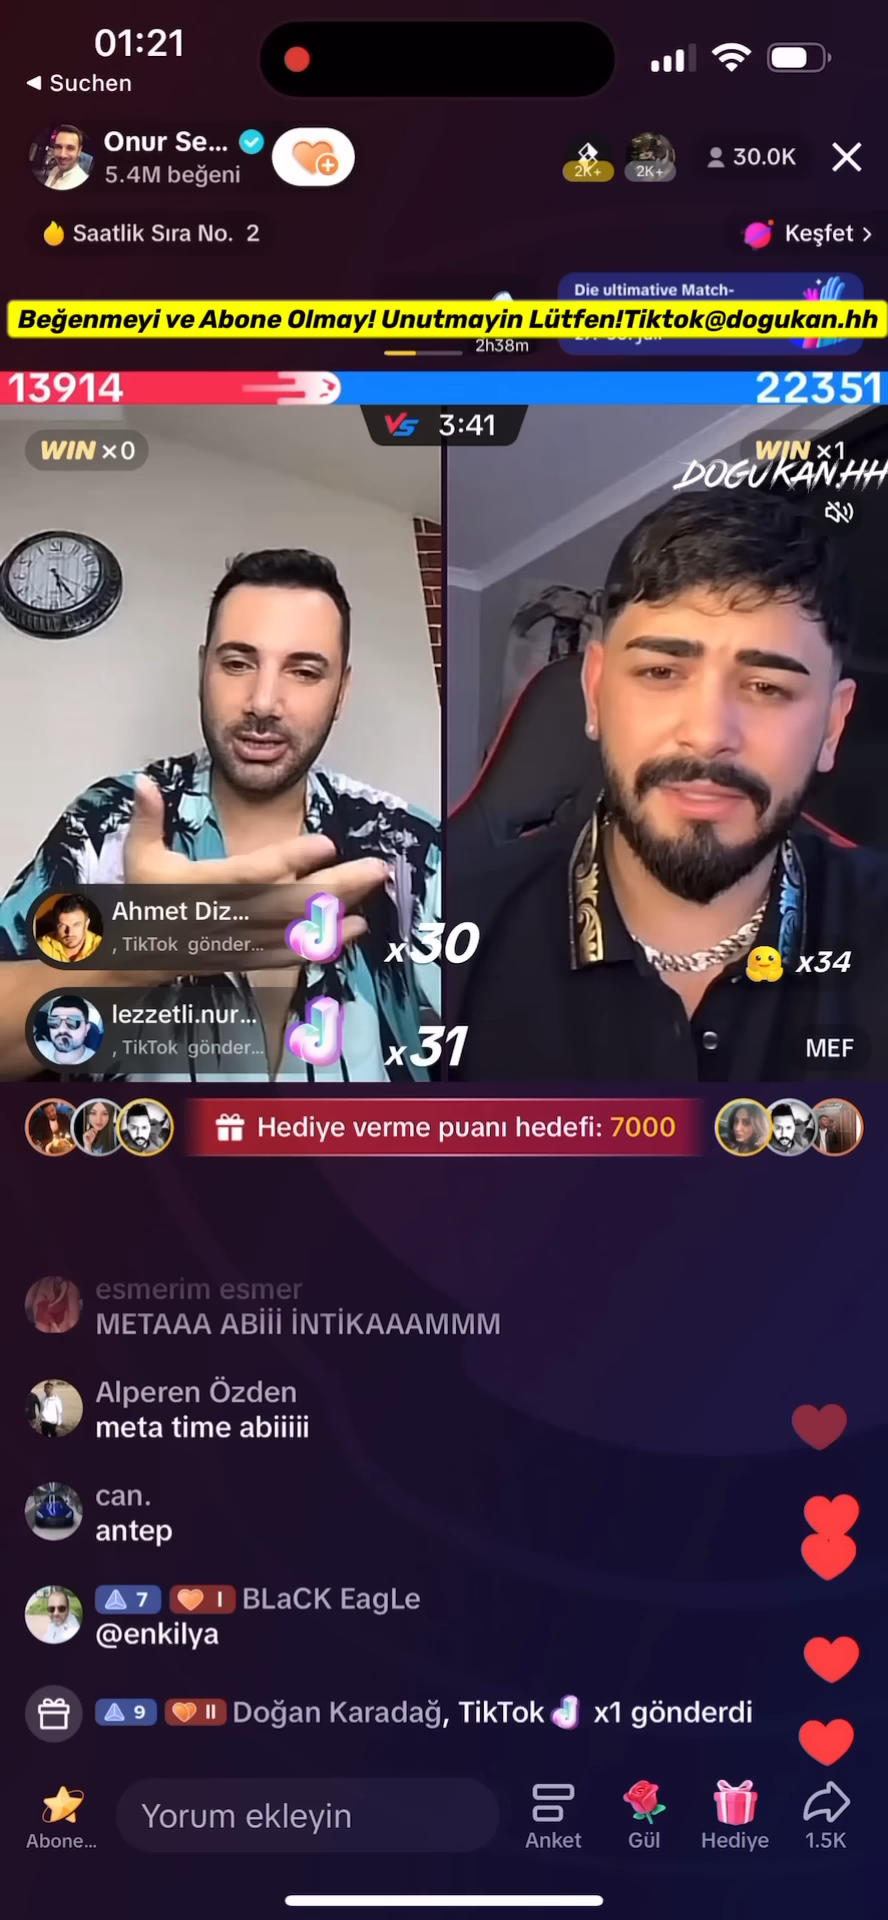 01:21
◀ Suchen
Onur Se...
5.4M beğeni
2K+
2K+
30.0K
Saatlik Sıra No. 2
Keşfet >
Die ultimative Match-
Beğenmeyi ve Abone Olmay! Unutmayin Lütfen!Tiktok@dogukan.hh
2h38m
13914
22351
VS 3:41
WIN x0
WIN x1
DOGUKAN.HH
Ahmet Diz...
, TikTok gönder...
x30
x34
lezzetli.nur...
, TikTok gönder...
x31
MEF
Hediye verme puanı hedefi: 7000
esmerim esmer
METAAA ABİİİ İNTİKAAAMMM
Alperen Özden
meta time abiiiii
can.
antep
7 I BLaCK EagLe
@enkilya
9 II Doğan Karadağ, TikTok x1 gönderdi
Abone...
Yorum ekleyin
Anket
Gül
Hediye
1.5K